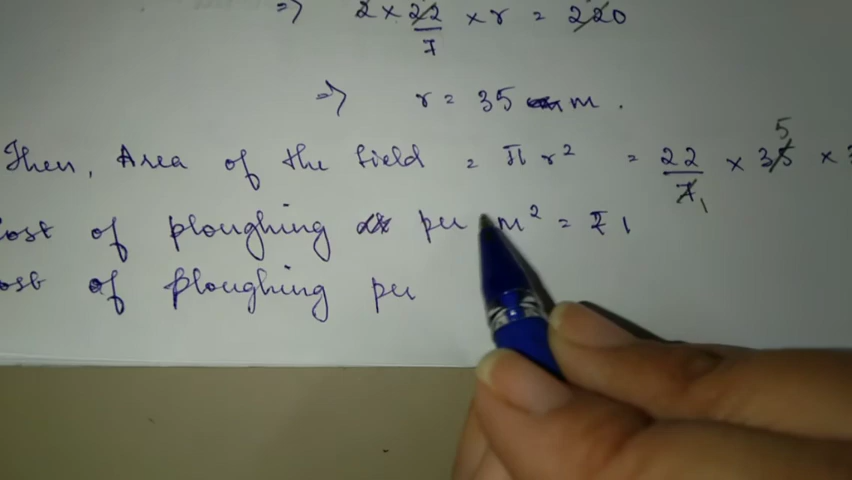 => 2 × 22/7 × r = 220
=> r = 35 m.
Then, Area of the field = πr² = 22/7 × 35 ×
Cost of ploughing per m² = ₹1
Cost of ploughing per